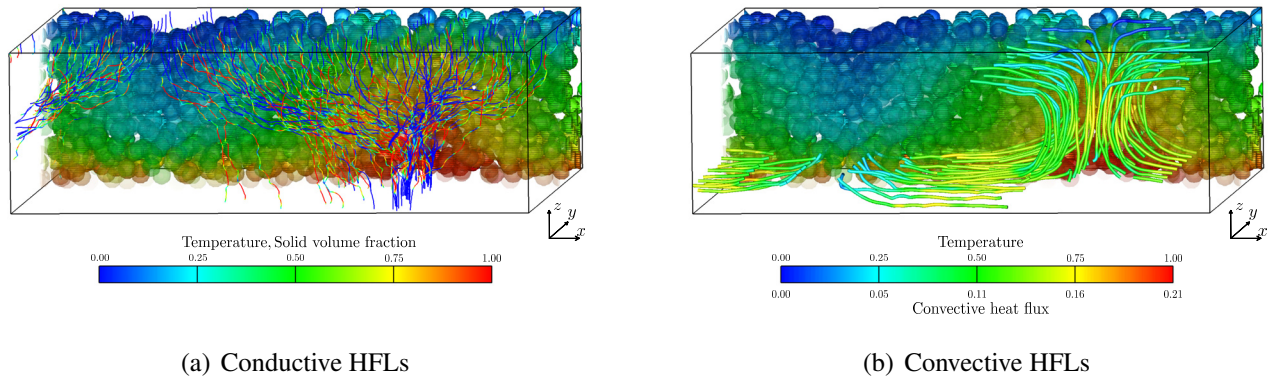 z
y
x
Temperature, Solid volume fraction
0.00 0.25 0.50 0.75 1.00
(a) Conductive HFLs
z
y
x
Temperature
0.00 0.25 0.50 0.75 1.00
0.00 0.05 0.11 0.16 0.21
Convective heat flux
(b) Convective HFLs